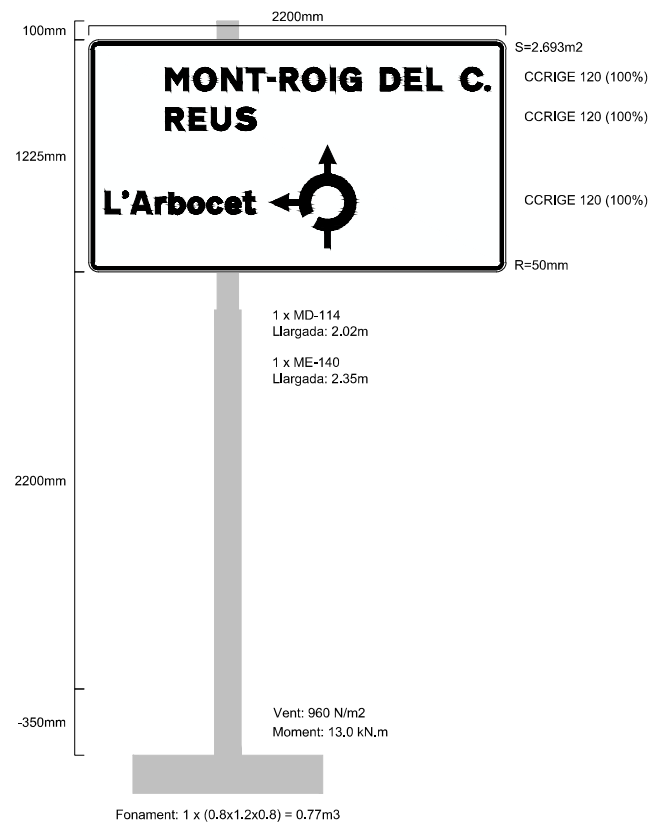 2200mm
100mm
S=2.693m2
MONT-ROIG DEL C.
CCRIGE 120 (100%)
REUS
CCRIGE 120 (100%)
1225mm
L'Arbocet
CCRIGE 120 (100%)
R=50mm
1 x MD-114
Llargada: 2.02m
1 x ME-140
Llargada: 2.35m
2200mm
-350mm
Vent: 960 N/m2
Moment: 13.0 kN.m
Fonament: 1 x (0.8x1.2x0.8) = 0.77m3